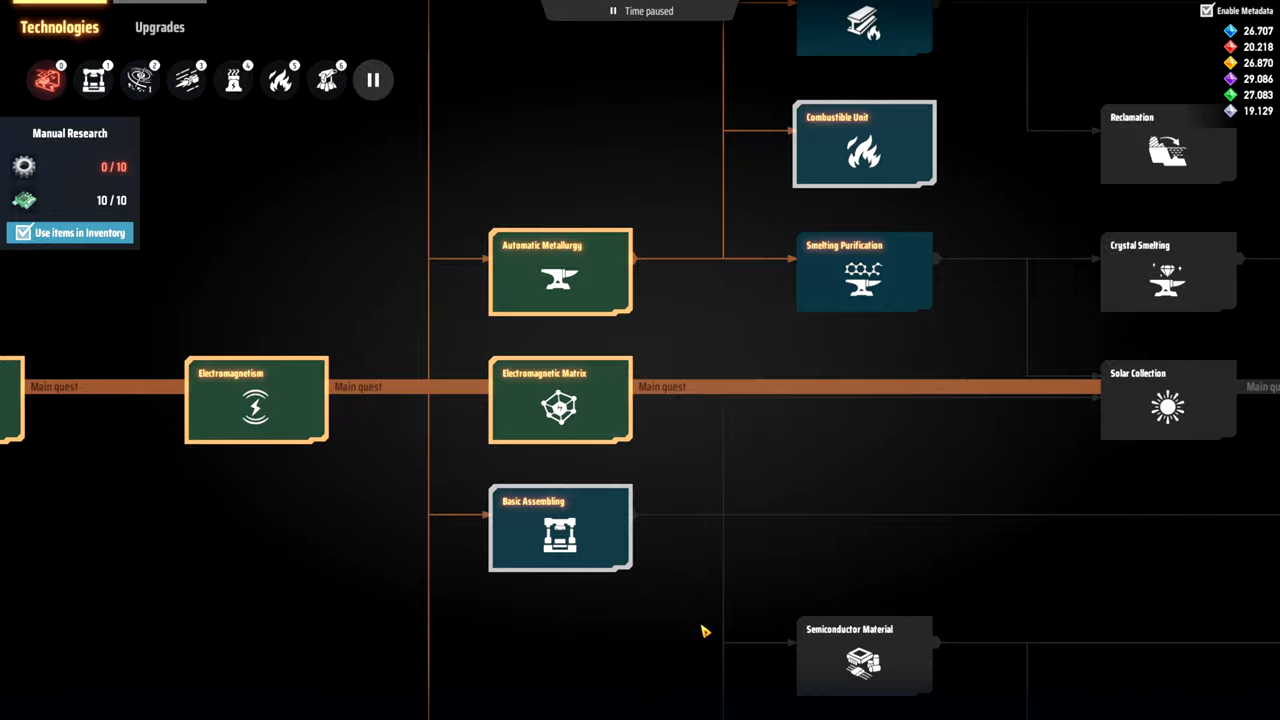 Technologies
Upgrades
Time paused
Enable Metadata
26.707
20.218
26.870
29.086
27.083
19.129
0
1
2
3
4
5
6
Manual Research
0 / 10
10 / 10
Use items in Inventory
Combustible Unit
Reclamation
Automatic Metallurgy
Smelting Purification
Crystal Smelting
Main quest
Electromagnetism
Main quest
Electromagnetic Matrix
Main quest
Solar Collection
Main qu
Basic Assembling
Semiconductor Material